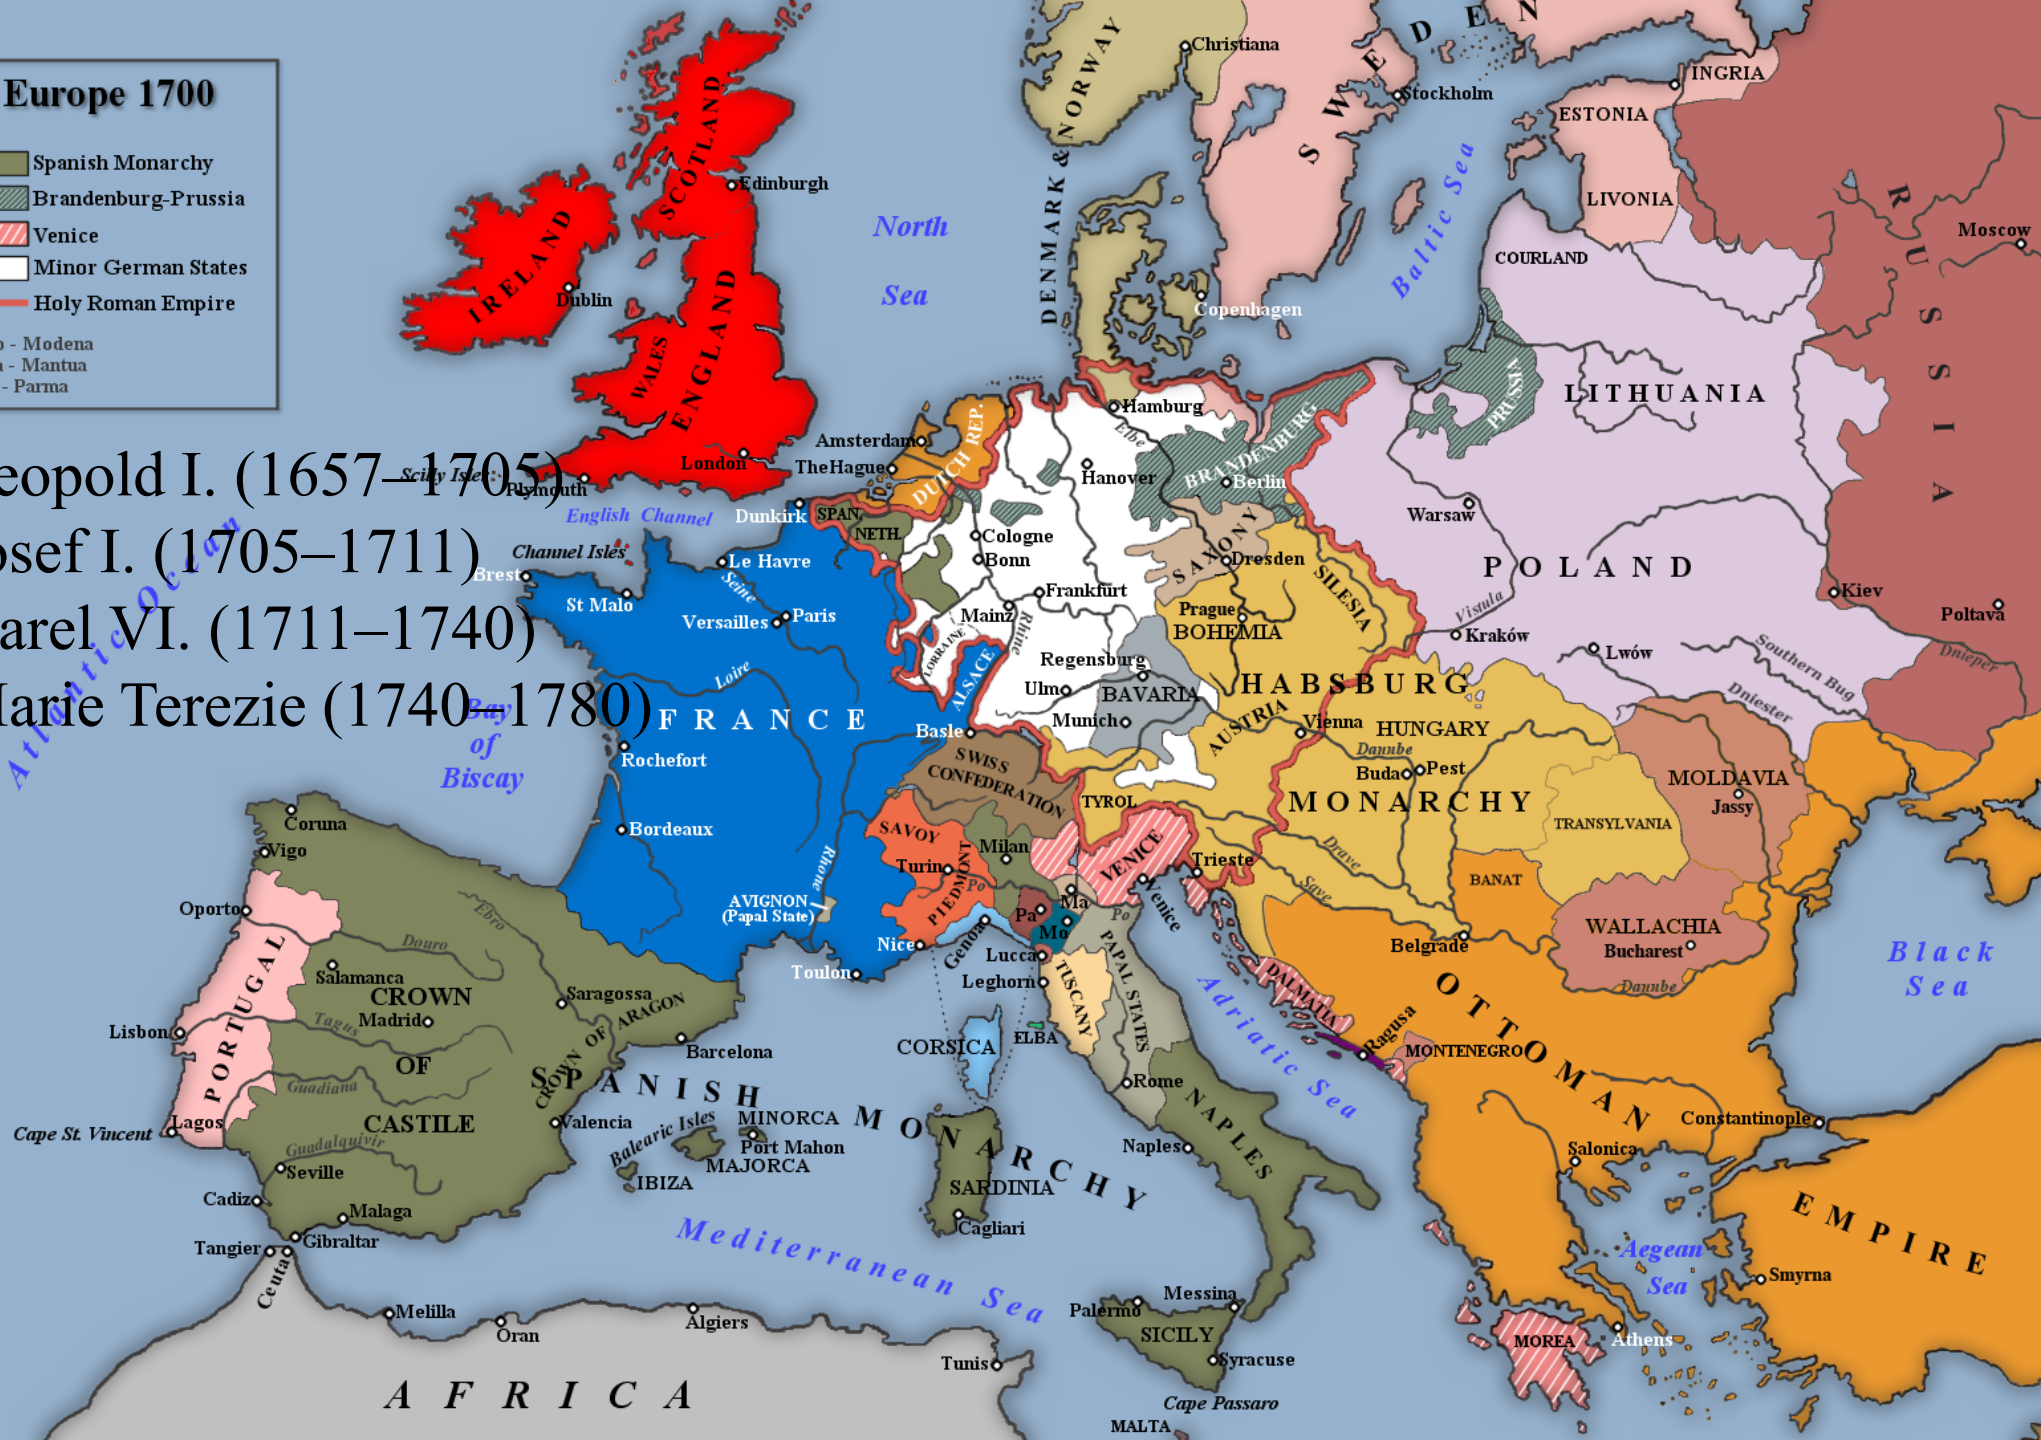 Europe 1700
Spanish Monarchy
Brandenburg-Prussia
Venice
Minor German States
Holy Roman Empire
o - Modena
a - Mantua
- Parma
eopold I. (1657–1705)
osef I. (1705–1711)
arel VI. (1711–1740)
Marie Terezie (1740–1780)
Atlantic Ocean
Bay
of
Biscay
North
Sea
Baltic Sea
English Channel
Channel Isles
Scilly Isles
IRELAND
Dublin
SCOTLAND
Edinburgh
WALES
ENGLAND
London
Plymouth
DENMARK & NORWAY
Christiana
SWEDEN
Stockholm
Copenhagen
INGRIA
ESTONIA
LIVONIA
COURLAND
RUSSIA
Moscow
LITHUANIA
PRUSSIA
POLAND
Warsaw
Vistula
Kraków
Lwów
Kiev
Poltava
Dnieper
Southern Bug
Dniester
Amsterdam
TheHague
DUTCH REP.
Dunkirk
SPAN.
NETH.
Hamburg
Elbe
Hanover
BRANDENBURG
Berlin
Cologne
Bonn
SAXONY
Dresden
SILESIA
Frankfurt
Mainz
Rhine
LORRAINE
ALSACE
Prague
BOHEMIA
Regensburg
Ulm
BAVARIA
Munich
Basle
HABSBURG
MONARCHY
AUSTRIA
Vienna
HUNGARY
Danube
Buda
Pest
TYROL
TRANSYLVANIA
MOLDAVIA
Jassy
BANAT
WALLACHIA
Bucharest
Danube
Drave
Save
Belgrade
Brest
St Malo
Le Havre
Seine
Versailles
Paris
Loire
FRANCE
Rochefort
Bordeaux
Rhone
AVIGNON
(Papal State)
Toulon
Nice
SWISS
CONFEDERATION
SAVOY
Turin
PIEDMONT
Milan
Po
Genoa
Pa
Ma
Mo
VENICE
Venice
Trieste
Po
Lucca
Leghorn
TUSCANY
PAPAL STATES
ELBA
CORSICA
Rome
NAPLES
Naples
Adriatic Sea
DALMATIA
Ragusa
MONTENEGRO
OTTOMAN
EMPIRE
Black
Sea
Constantinople
Salonica
Aegean
Sea
Smyrna
Athens
MOREA
Coruna
Vigo
Oporto
PORTUGAL
Lisbon
Lagos
Cape St. Vincent
Salamanca
Douro
Ebro
Tagus
Guadiana
Guadalquivir
CROWN
OF
CASTILE
Madrid
Saragossa
CROWN OF ARAGON
Barcelona
Valencia
Seville
Cadiz
Malaga
Gibraltar
Tangier
Ceuta
SPANISH MONARCHY
Balearic Isles
MINORCA
Port Mahon
MAJORCA
IBIZA
SARDINIA
Cagliari
Mediterranean Sea
Melilla
Oran
Algiers
Tunis
AFRICA
Palermo
Messina
SICILY
Syracuse
Cape Passaro
MALTA